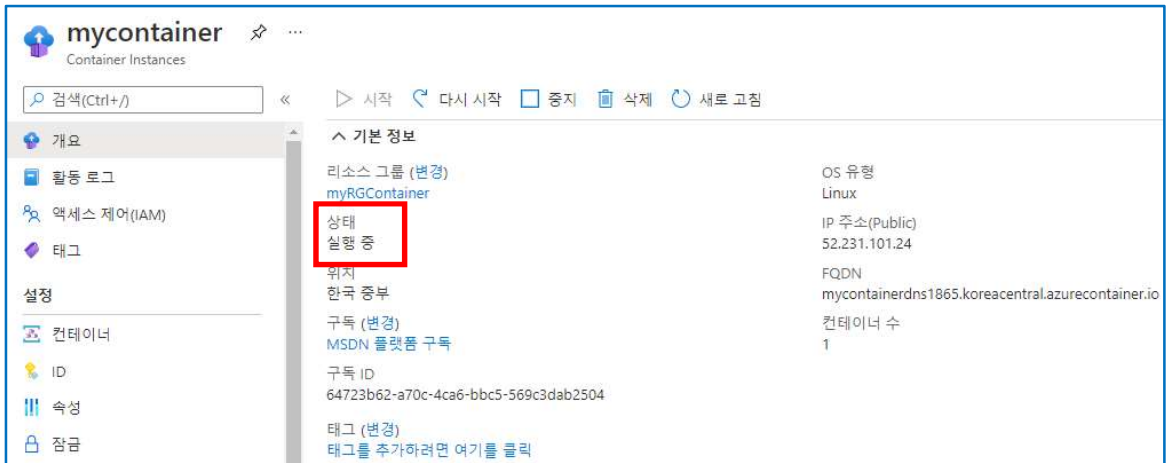 mycontainer
Container Instances
검색(Ctrl+/)
시작 다시 시작 중지 삭제 새로 고침
개요
활동 로그
액세스 제어(IAM)
태그
설정
컨테이너
ID
속성
잠금
기본 정보
리소스 그룹 (변경)
myRGContainer
상태
실행 중
위치
한국 중부
구독 (변경)
MSDN 플랫폼 구독
구독 ID
64723b62-a70c-4ca6-bbc5-569c3dab2504
태그 (변경)
태그를 추가하려면 여기를 클릭
OS 유형
Linux
IP 주소(Public)
52.231.101.24
FQDN
mycontainerdns1865.koreacentral.azurecontainer.io
컨테이너 수
1